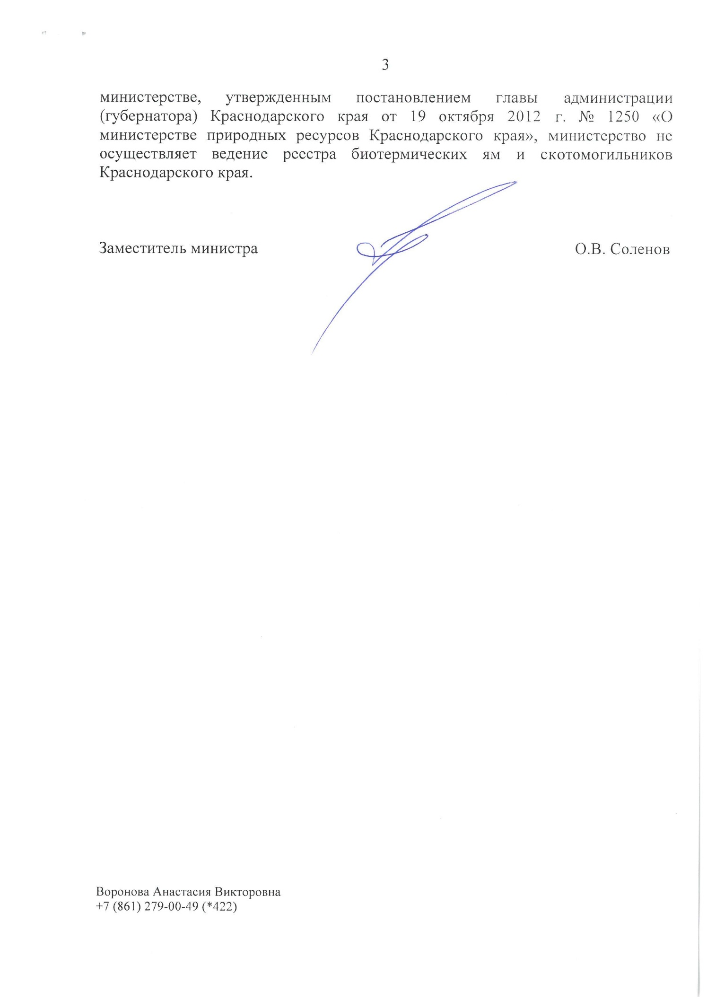 3
министерстве, утвержденным постановлением главы администрации
(губернатора) Краснодарского края от 19 октября 2012 г. № 1250 «О
министерстве природных ресурсов Краснодарского края», министерство не
осуществляет ведение реестра биотермических ям и скотомогильников
Краснодарского края.
Заместитель министра О.В. Соленов
Воронова Анастасия Викторовна
+7 (861) 279-00-49 (*422)